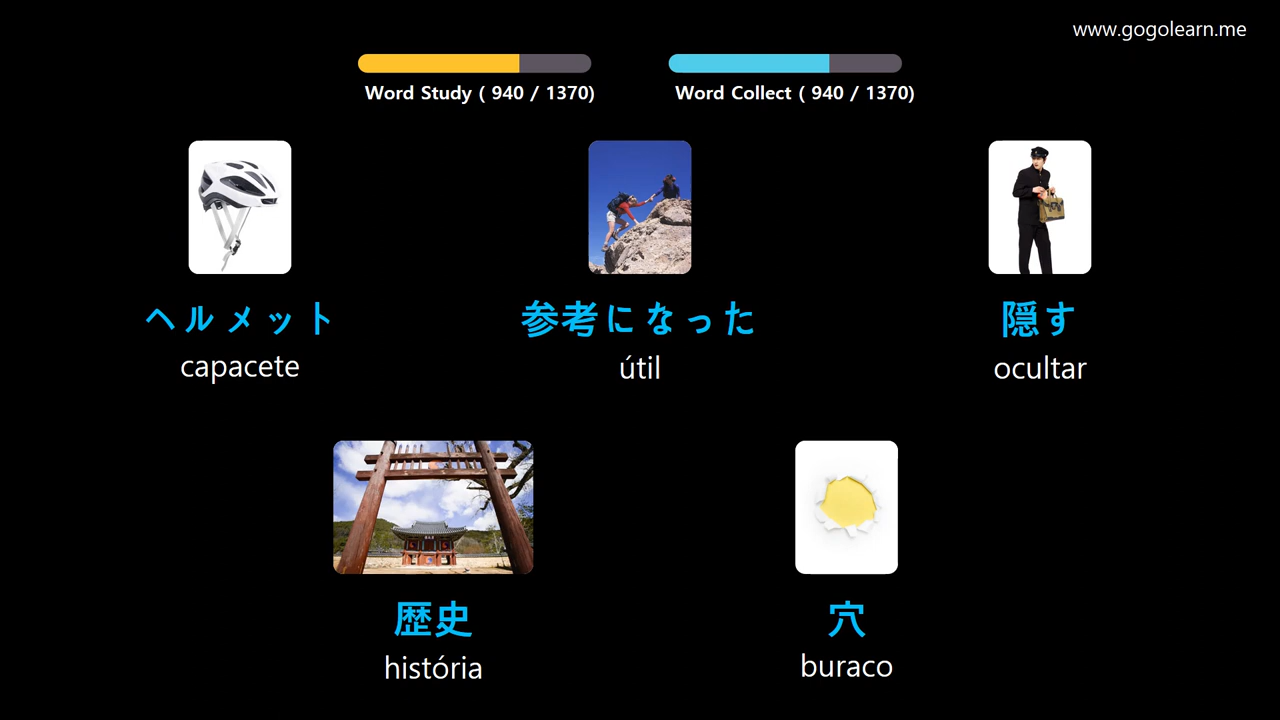 www.gogolearn.me
Word Study ( 940 / 1370)
Word Collect ( 940 / 1370)
ヘルメット
capacete
参考になった
útil
隠す
ocultar
歴史
história
穴
buraco